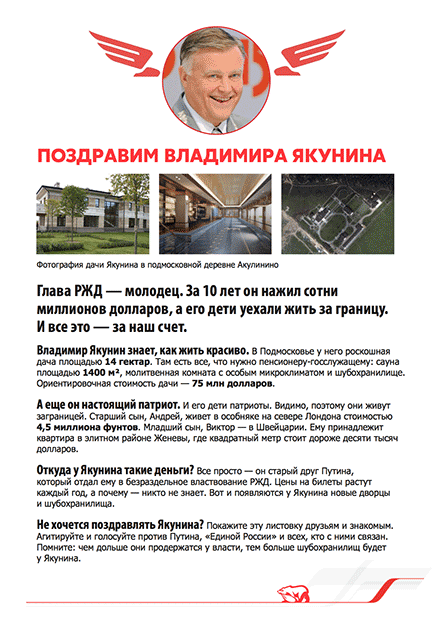 ПОЗДРАВИМ ВЛАДИМИРА ЯКУНИНА
Фотография дачи Якунина в подмосковной деревне Акулинино
Глава РЖД — молодец. За 10 лет он нажил сотни
миллионов долларов, а его дети уехали жить за границу.
И все это — за наш счет.
Владимир Якунин знает, как жить красиво. В Подмосковье у него роскошная
дача площадью 14 гектар. Там есть все, что нужно пенсионеру-госслужащему: сауна
площадью 1400 м², молитвенная комната с особым микроклиматом и шубохранилище.
Ориентировочная стоимость дачи — 75 млн долларов.
А еще он настоящий патриот. И его дети патриоты. Видимо, поэтому они живут
заграницей. Старший сын, Андрей, живет в особняке на севере Лондона стоимостью
4,5 миллиона фунтов. Младший сын, Виктор — в Швейцарии. Ему принадлежит
квартира в элитном районе Женевы, где квадратный метр стоит дороже десяти тысяч
долларов.
Откуда у Якунина такие деньги? Все просто — он старый друг Путина,
который отдал ему в безраздельное властвование РЖД. Цены на билеты растут
каждый год, а почему — никто не знает. Вот и появляются у Якунина новые дворцы
и шубохранилища.
Не хочется поздравлять Якунина? Покажите эту листовку друзьям и знакомым.
Агитируйте и голосуйте против Путина, «Единой России» и всех, кто с ними связан.
Помните: чем дольше они продержатся у власти, тем больше шубохранилищ будет
у Якунина.